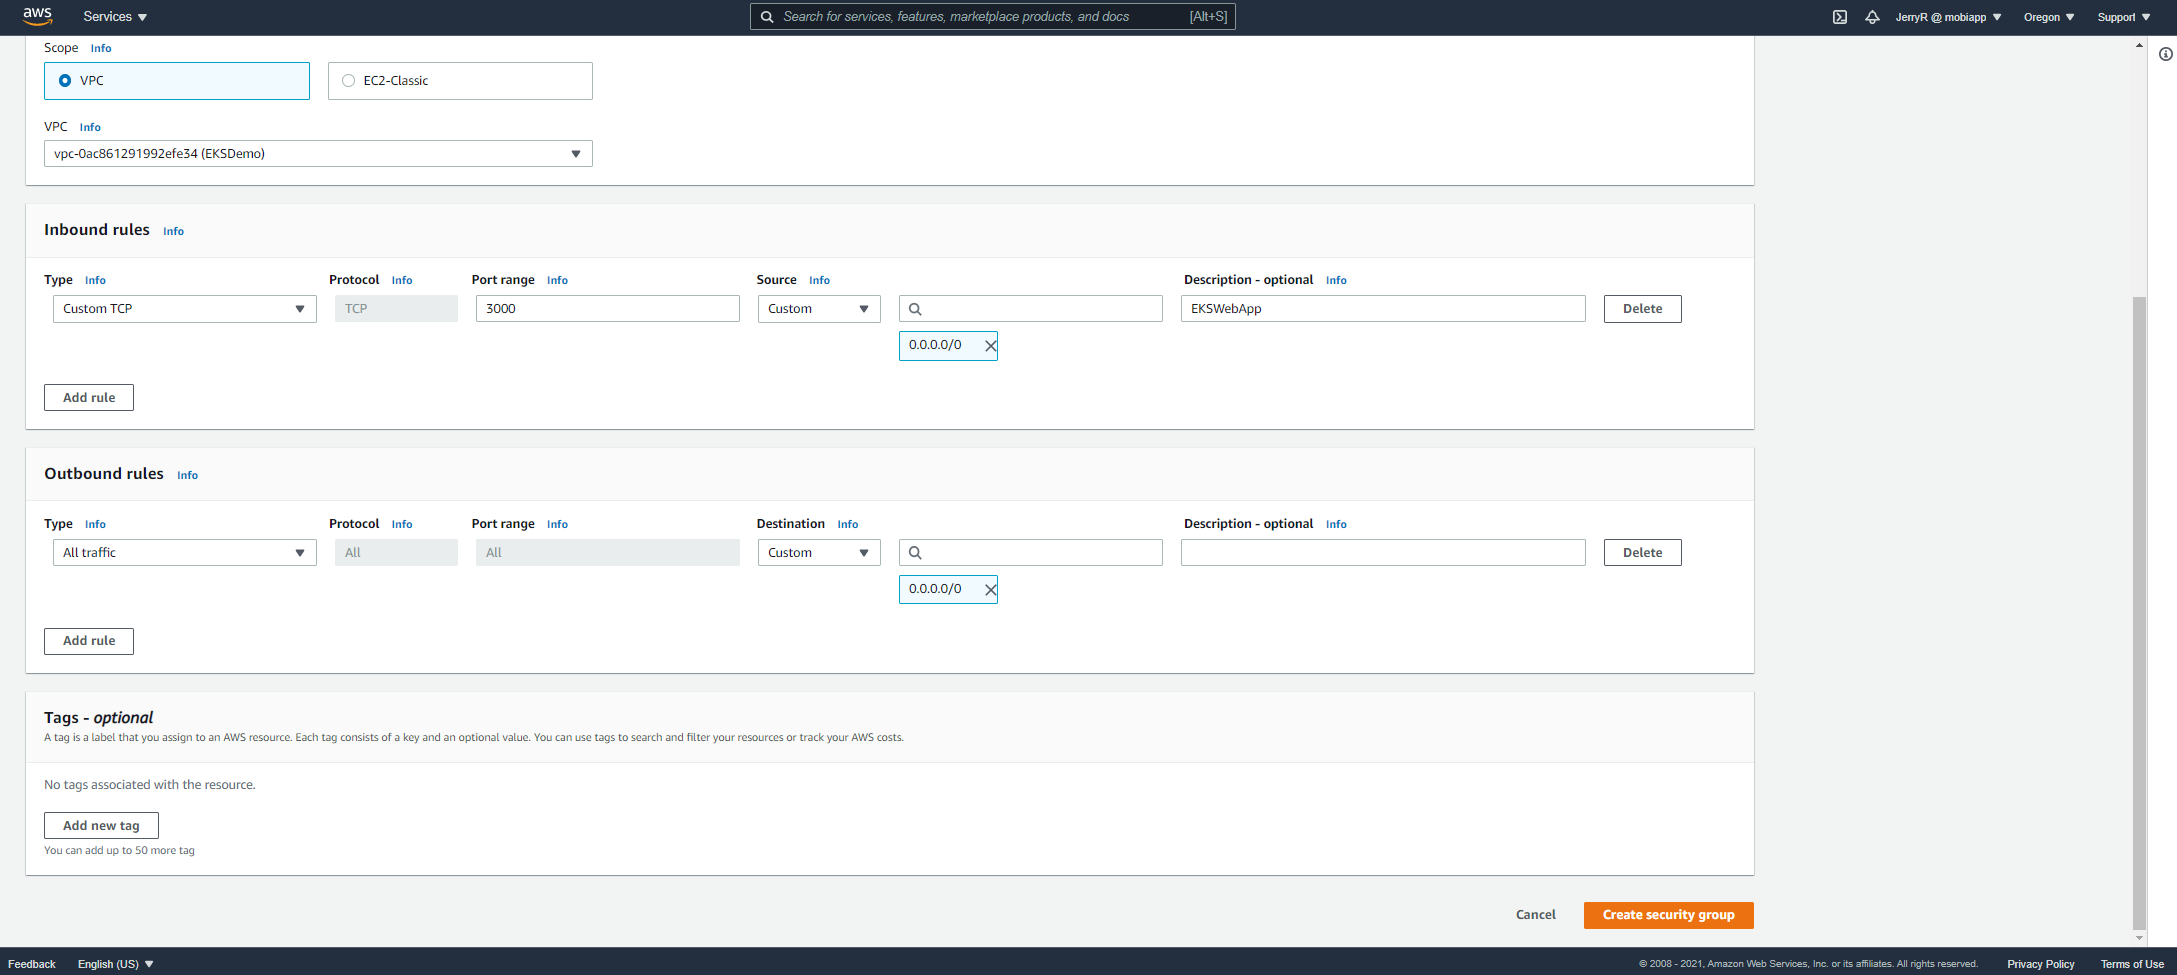 aws Services Search for services, features, marketplace products, and docs [Alt+S] JerryR @ mobiapp Oregon Support
Scope Info
VPC EC2-Classic
VPC Info
vpc-0ac861291992efe34 (EKSDemo)
Inbound rules Info
Type Info Protocol Info Port range Info Source Info Description - optional Info
Custom TCP TCP 3000 Custom EKSWebApp Delete
0.0.0.0/0
Add rule
Outbound rules Info
Type Info Protocol Info Port range Info Destination Info Description - optional Info
All traffic All All Custom Delete
0.0.0.0/0
Add rule
Tags - optional
A tag is a label that you assign to an AWS resource. Each tag consists of a key and an optional value. You can use tags to search and filter your resources or track your AWS costs.
No tags associated with the resource.
Add new tag
You can add up to 50 more tag
Cancel Create security group
Feedback English (US) © 2008 - 2021, Amazon Web Services, Inc. or its affiliates. All rights reserved. Privacy Policy Terms of Use